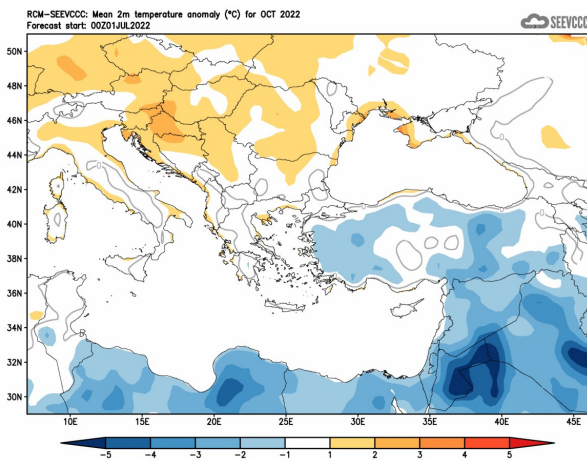 RCM-SEEVCCC: Mean 2m temperature anomaly (°C) for OCT 2022
Forecast start: 00Z01JUL2022
SEEVCCC
50N
48N
46N
44N
42N
40N
38N
36N
34N
32N
30N
10E 15E 20E 25E 30E 35E 40E 45E
-5 -4 -3 -2 -1 1 2 3 4 5